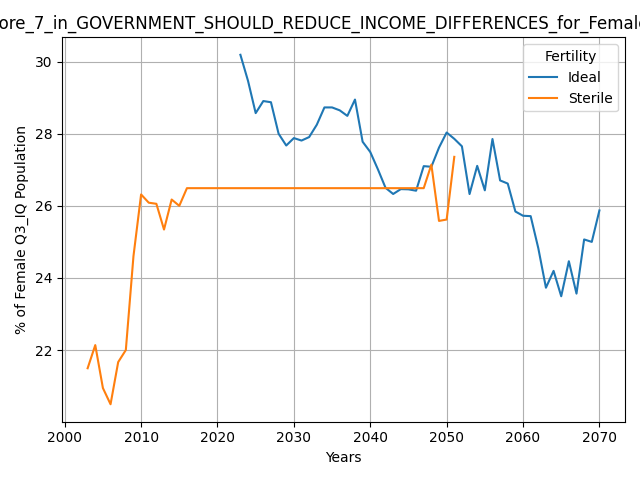 ore_7_in_GOVERNMENT_SHOULD_REDUCE_INCOME_DIFFERENCES_for_Female
30
28
26
24
22
% of Female Q3_IQ Population
Fertility
Ideal
Sterile
2000 2010 2020 2030 2040 2050 2060 2070
Years